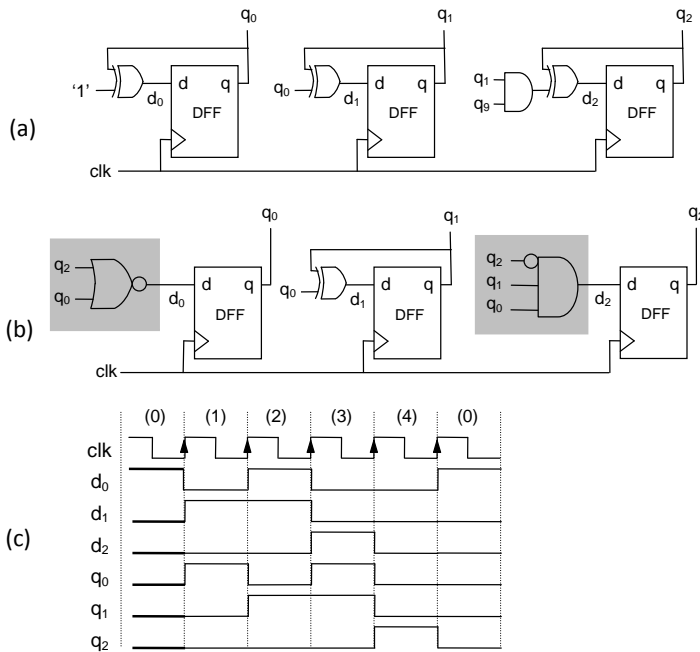 q0 q1 q2
d q d q d q
'1' d0 q0 d1 q1 d2
DFF DFF q9 DFF
(a)
clk
q0 q1 q2
q2 d q d q q2 d q
q0 d0 q0 d1 q1 d2
DFF DFF q0 DFF
(b)
clk
(0) (1) (2) (3) (4) (0)
clk
d0
d1
(c)
d2
q0
q1
q2